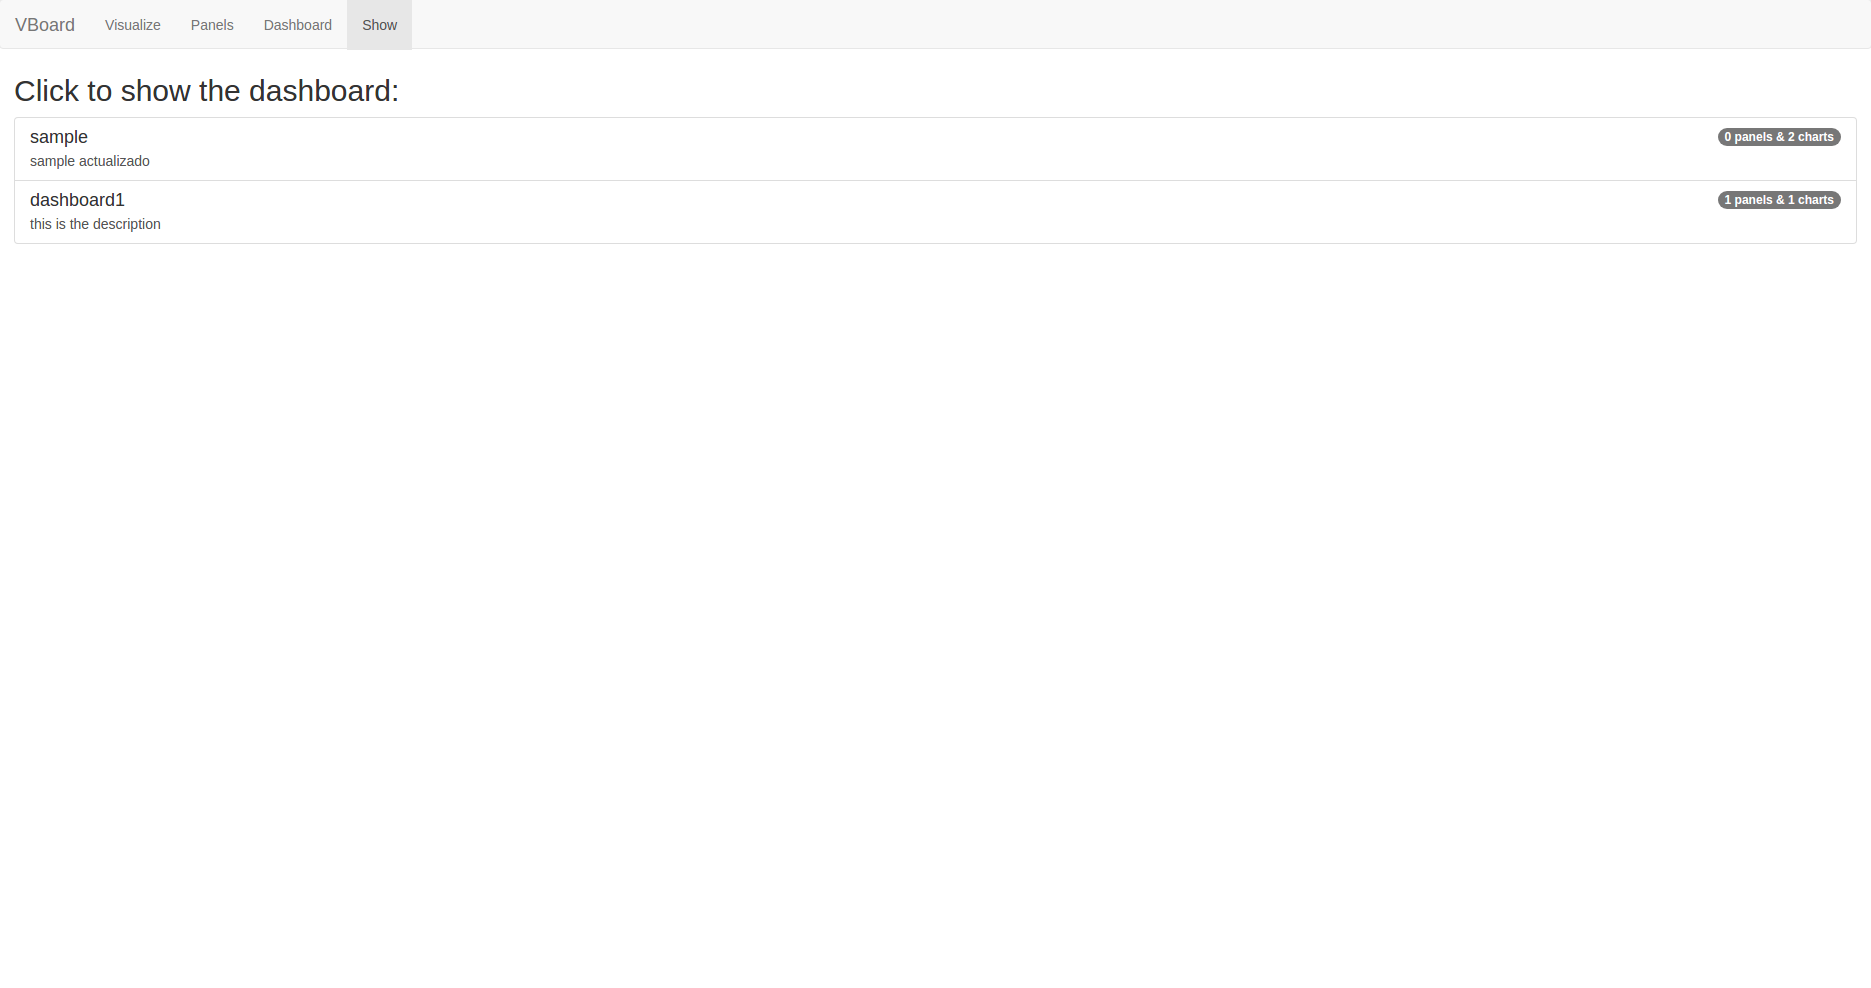 VBoard Visualize Panels Dashboard Show
Click to show the dashboard:
sample 0 panels & 2 charts
sample actualizado
dashboard1 1 panels & 1 charts
this is the description